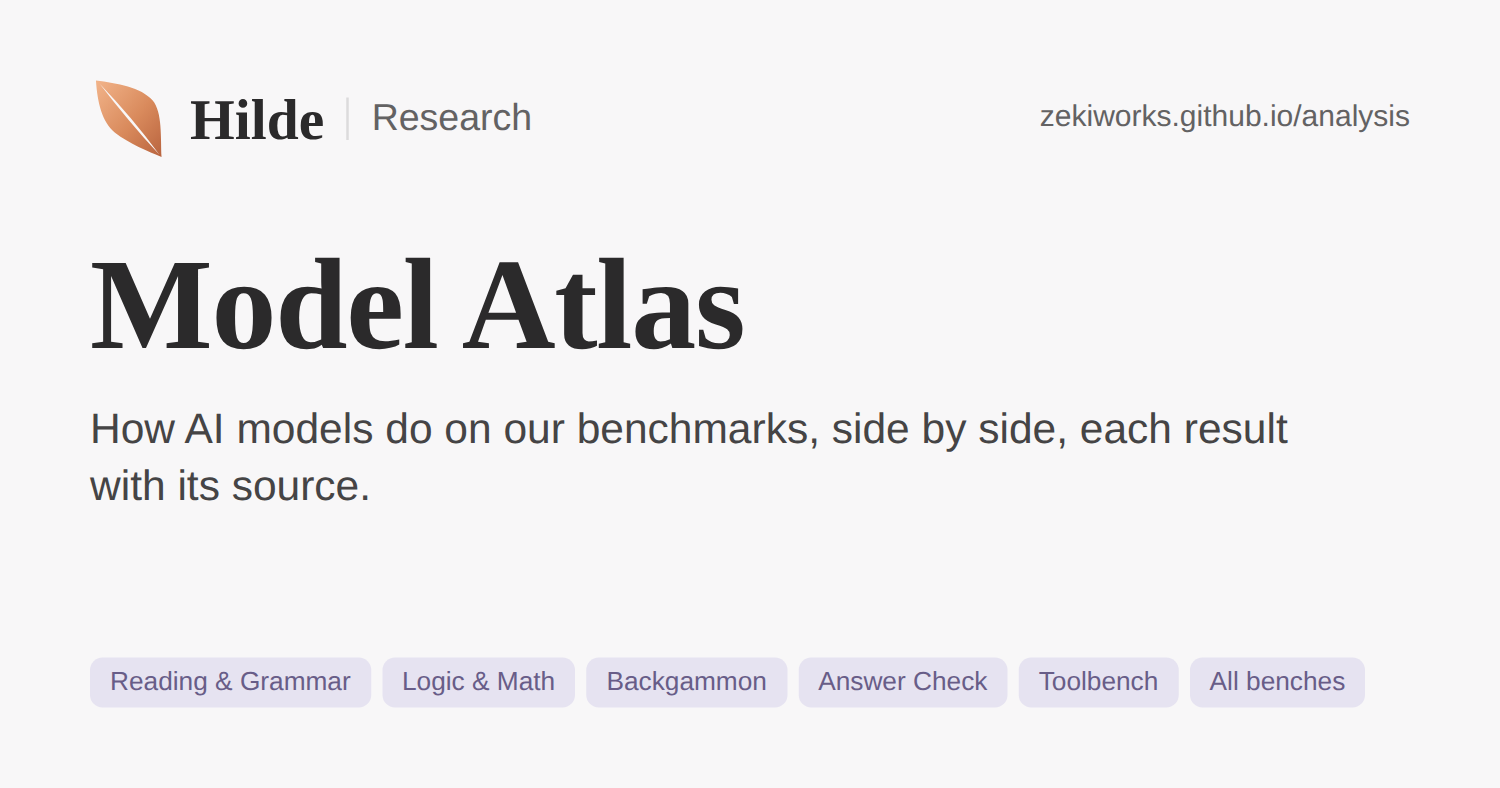 Hilde
Research
zekiworks.github.io/analysis
Model Atlas
How AI models do on our benchmarks, side by side, each result
with its source.
Reading & Grammar
Logic & Math
Backgammon
Answer Check
Toolbench
All benches